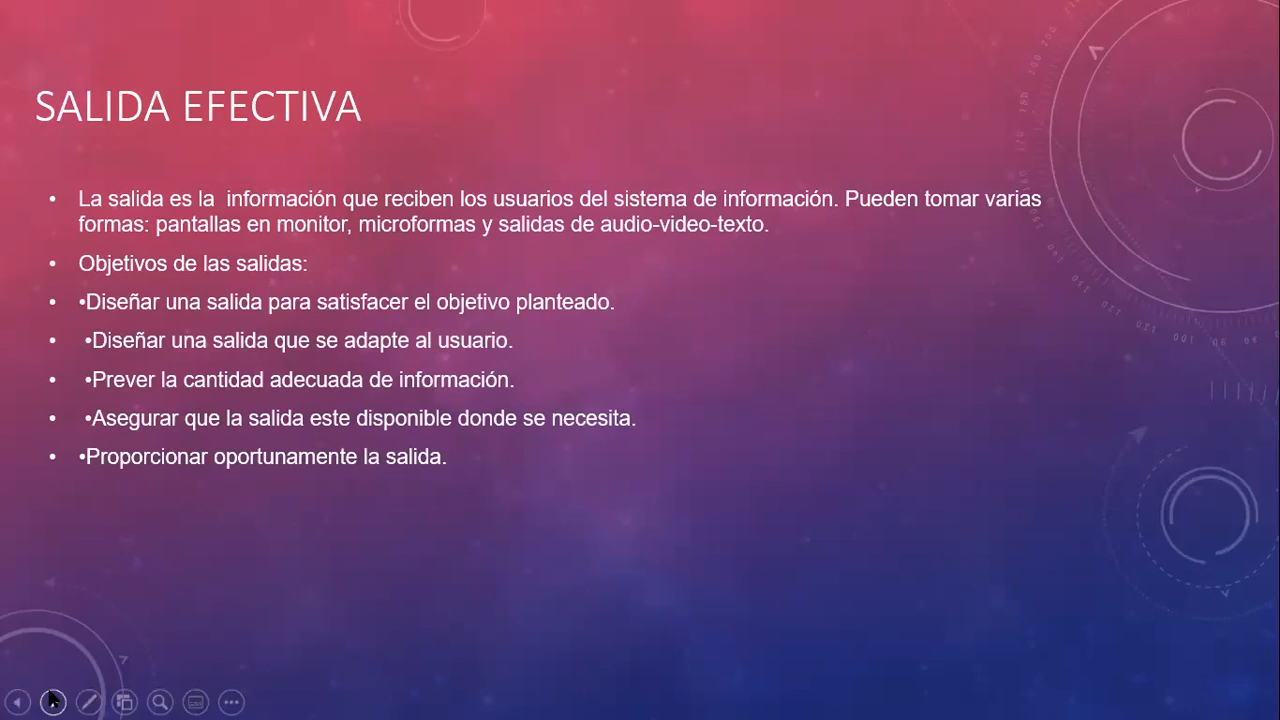 SALIDA EFECTIVA
• La salida es la  información que reciben los usuarios del sistema de información. Pueden tomar varias
formas: pantallas en monitor, microformas y salidas de audio-video-texto.
• Objetivos de las salidas:
• •Diseñar una salida para satisfacer el objetivo planteado.
•  •Diseñar una salida que se adapte al usuario.
•  •Prever la cantidad adecuada de información.
•  •Asegurar que la salida este disponible donde se necesita.
• •Proporcionar oportunamente la salida.